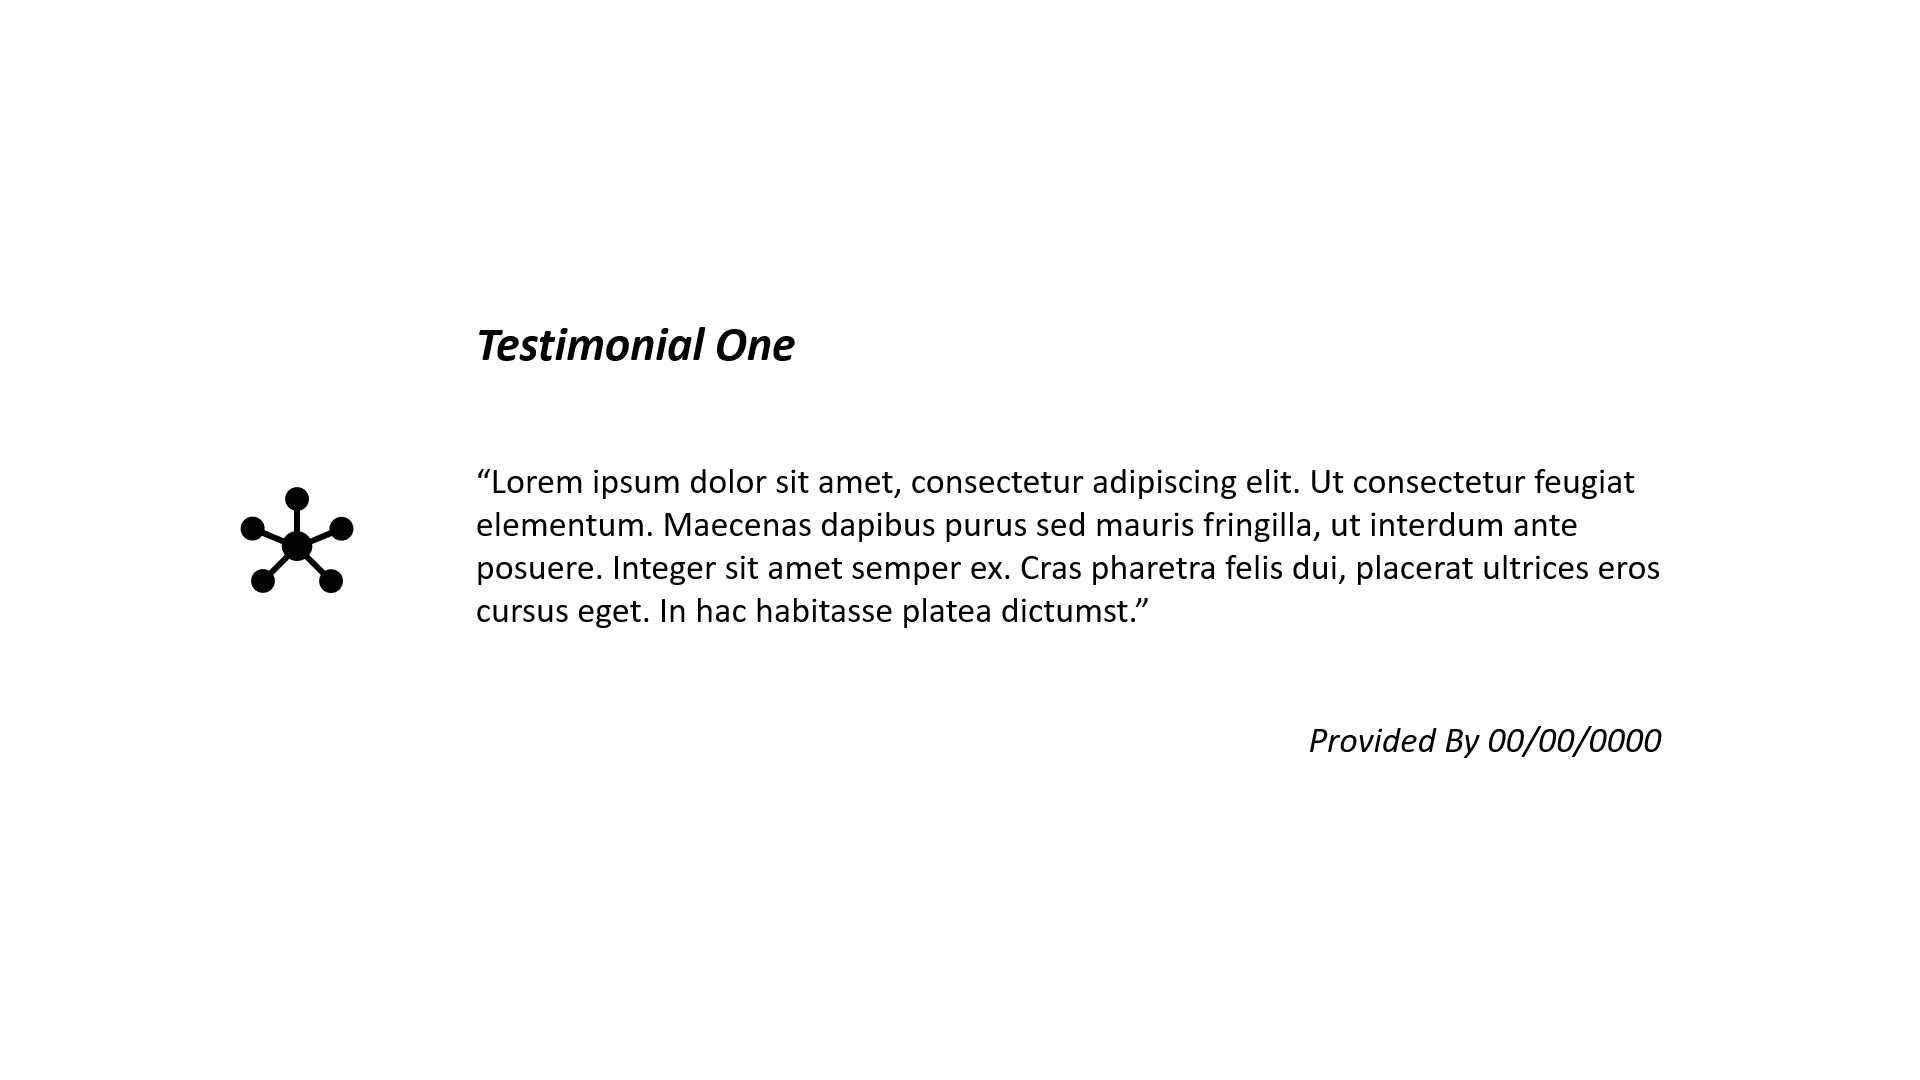 Testimonial One
“Lorem ipsum dolor sit amet, consectetur adipiscing elit. Ut consectetur feugiat
elementum. Maecenas dapibus purus sed mauris fringilla, ut interdum ante
posuere. Integer sit amet semper ex. Cras pharetra felis dui, placerat ultrices eros
cursus eget. In hac habitasse platea dictumst.”
Provided By 00/00/0000